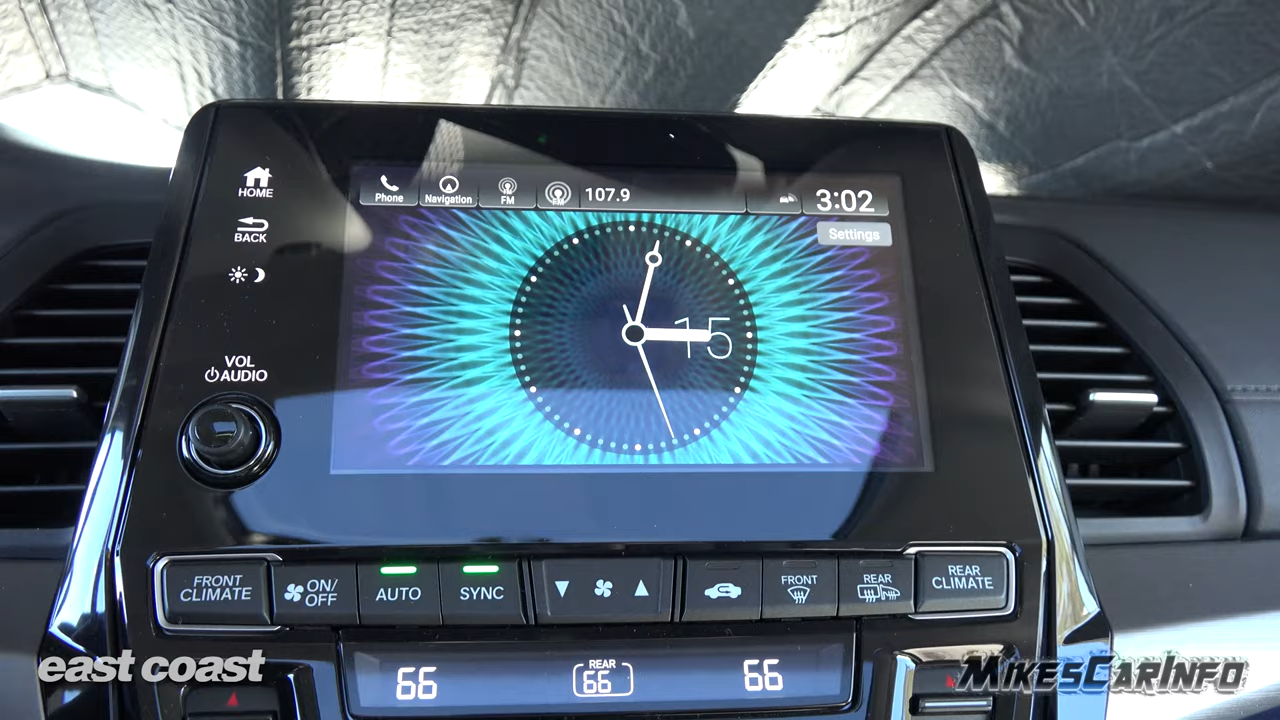 HOME
BACK
VOL
AUDIO
Phone
Navigation
FM
107.9
3:02
Settings
15
FRONT
CLIMATE
ON/
OFF
AUTO
SYNC
FRONT
REAR
REAR
CLIMATE
66
REAR
66
66
east coast
MIKESCARINFO